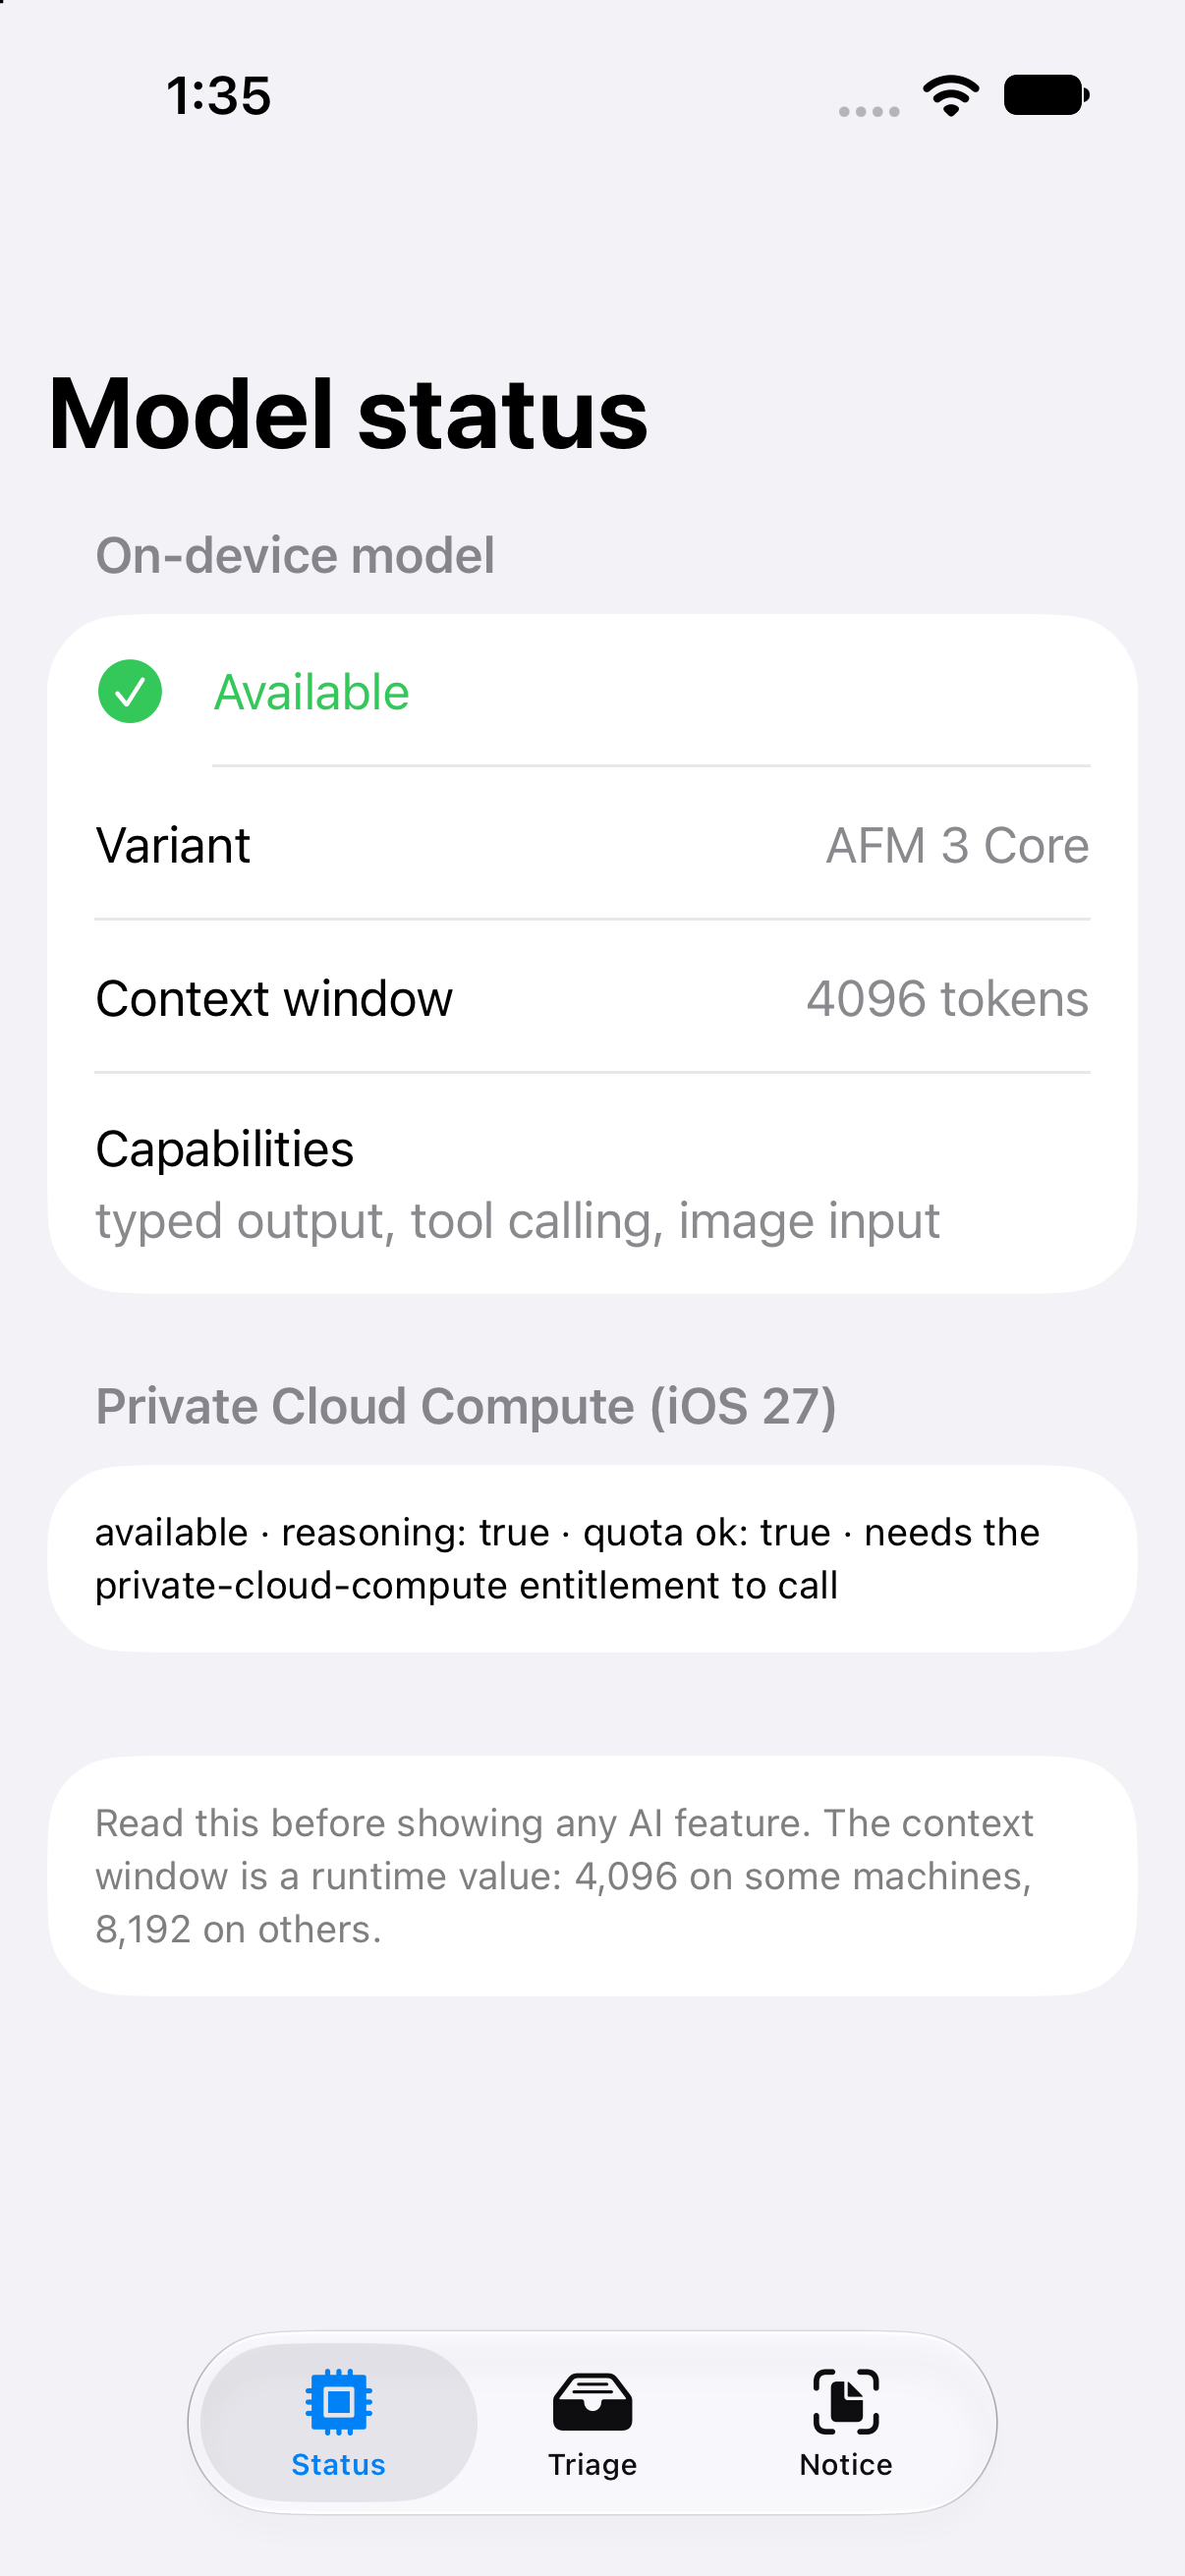 1:35
Model status
On-device model
Available
Variant AFM 3 Core
Context window 4096 tokens
Capabilities
typed output, tool calling, image input
Private Cloud Compute (iOS 27)
available · reasoning: true · quota ok: true · needs the
private-cloud-compute entitlement to call
Read this before showing any AI feature. The context
window is a runtime value: 4,096 on some machines,
8,192 on others.
Status Triage Notice